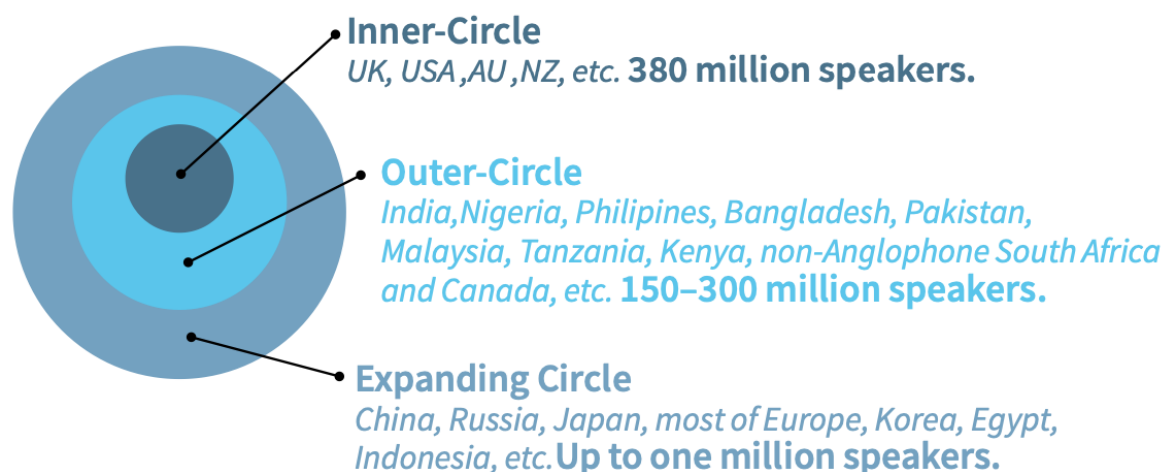 Inner-Circle
UK, USA ,AU ,NZ, etc. 380 million speakers.
Outer-Circle
India,Nigeria, Philipines, Bangladesh, Pakistan,
Malaysia, Tanzania, Kenya, non-Anglophone South Africa
and Canada, etc. 150–300 million speakers.
Expanding Circle
China, Russia, Japan, most of Europe, Korea, Egypt,
Indonesia, etc.Up to one million speakers.